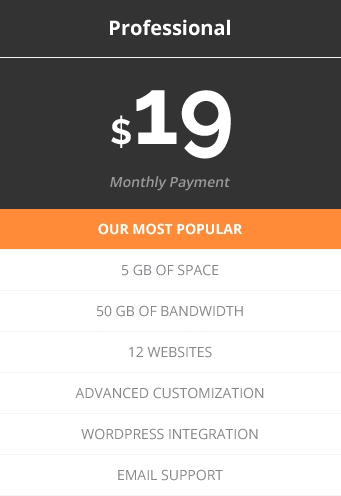 Professional
$19
Monthly Payment
OUR MOST POPULAR
5 GB OF SPACE
50 GB OF BANDWIDTH
12 WEBSITES
ADVANCED CUSTOMIZATION
WORDPRESS INTEGRATION
EMAIL SUPPORT